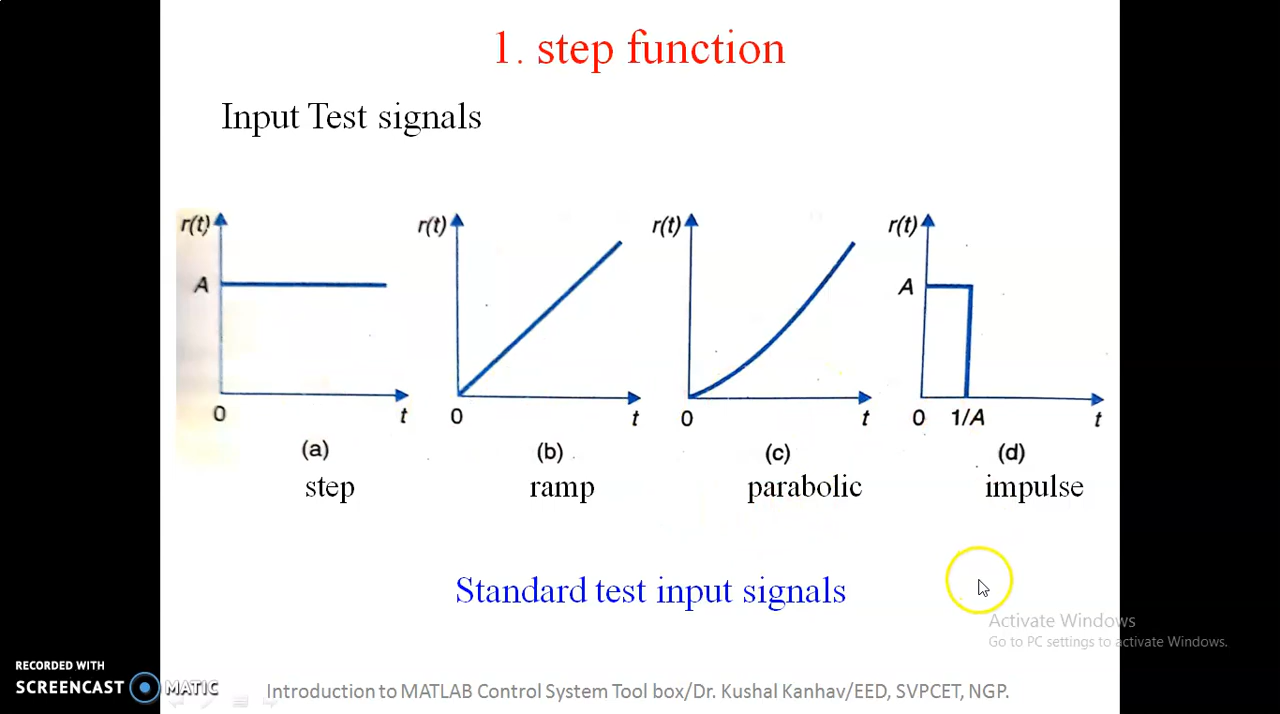 1. step function
Input Test signals
r(t) r(t) r(t) r(t)
A A
0 t 0 t 0 t 0 1/A t
(a) (b) (c) (d)
step ramp parabolic impulse
Standard test input signals
Activate Windows
Go to PC settings to activate Windows.
RECORDED WITH
SCREENCAST MATIC
Introduction to MATLAB Control System Tool box/Dr. Kushal Kanhav/EED, SVPCET, NGP.